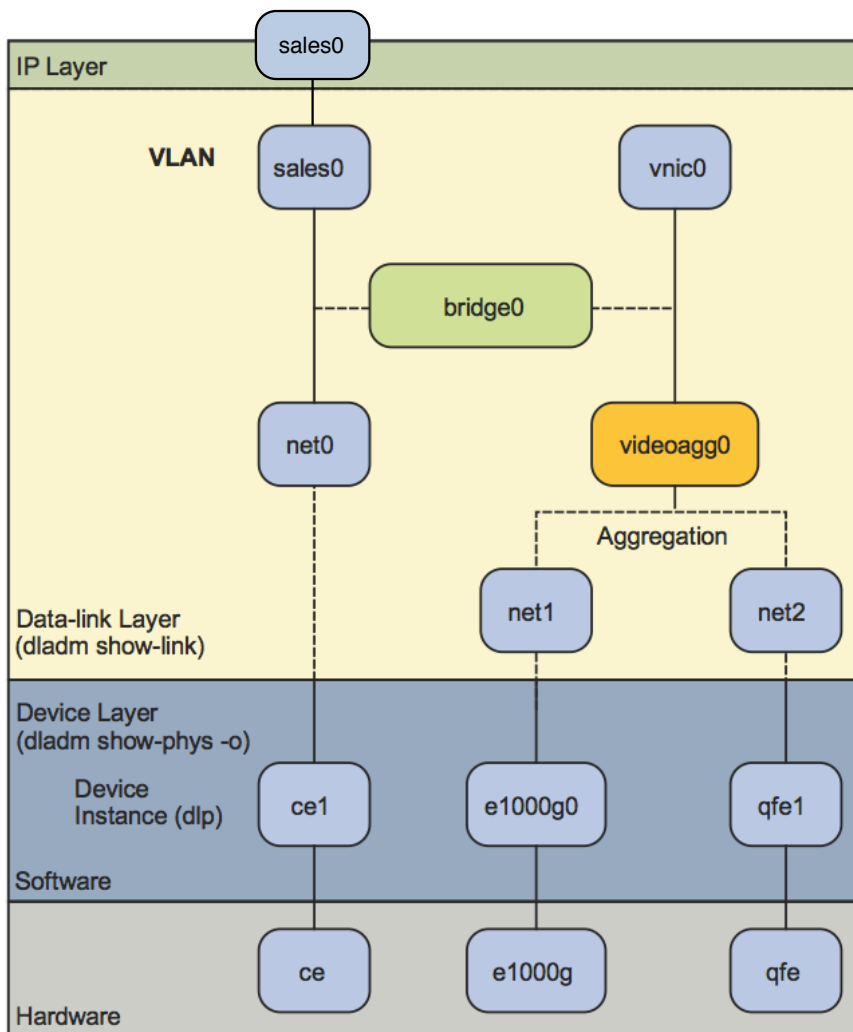 sales0
IP Layer
VLAN
sales0
vnic0
bridge0
net0
videoagg0
Aggregation
net1
net2
Data-link Layer
(dladm show-link)
Device Layer
(dladm show-phys -o)
Device
Instance (dlp)
ce1
e1000g0
qfe1
Software
ce
e1000g
qfe
Hardware